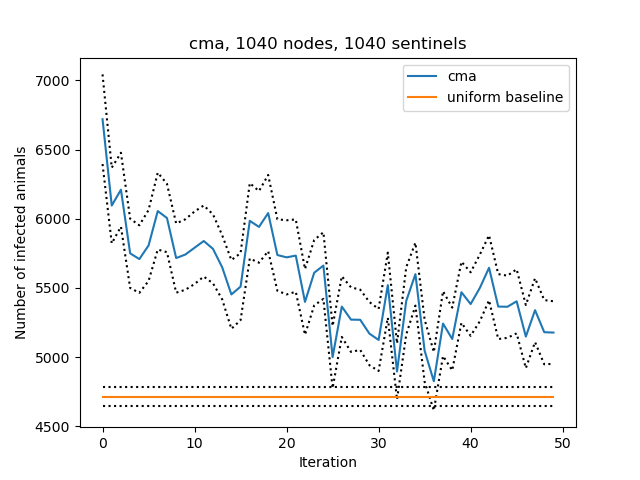 cma, 1040 nodes, 1040 sentinels
cma
uniform baseline
Number of infected animals
7000
6500
6000
5500
5000
4500
0
10
20
30
40
50
Iteration